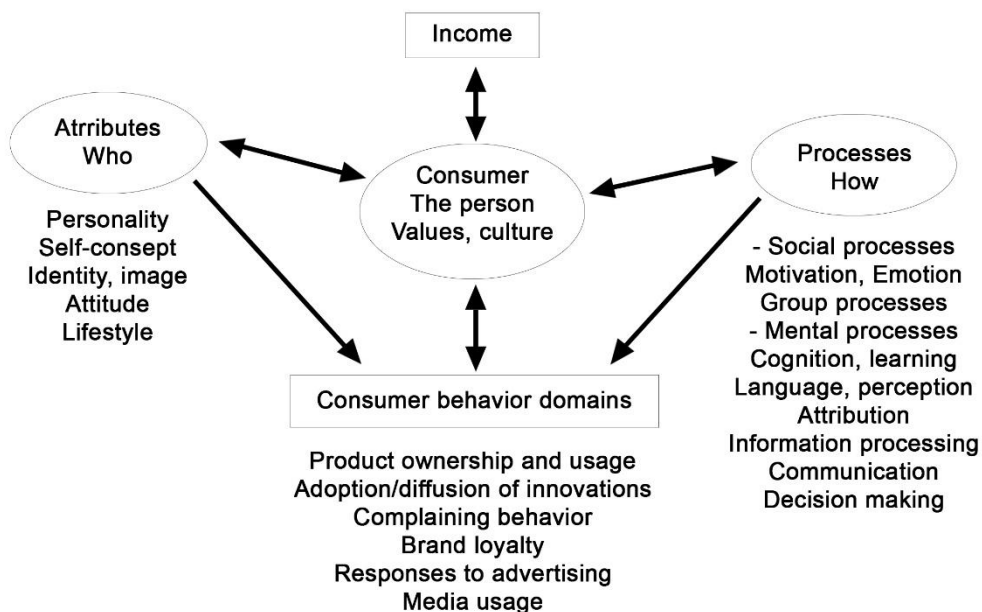 Income
Atrributes
Who
Consumer
The person
Values, culture
Processes
How
Personality
Self-consept
Identity, image
Attitude
Lifestyle
- Social processes
Motivation, Emotion
Group processes
- Mental processes
Cognition, learning
Language, perception
Attribution
Information processing
Communication
Decision making
Consumer behavior domains
Product ownership and usage
Adoption/diffusion of innovations
Complaining behavior
Brand loyalty
Responses to advertising
Media usage